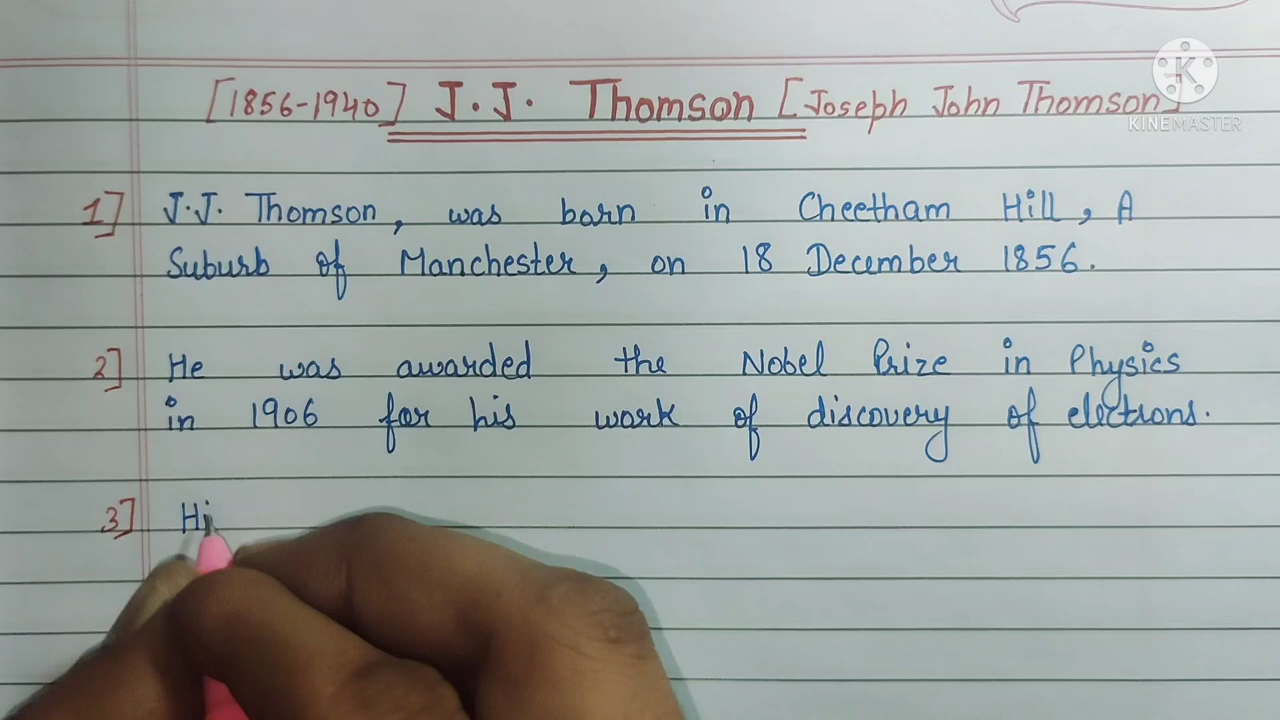 [1856-1940] J.J. Thomson [Joseph John Thomson]
KINEMASTER
1] J.J. Thomson, was born in Cheetham Hill, A
Suburb of Manchester, on 18 December 1856.
2] He was awarded the Nobel Prize in Physics
in 1906 for his work of discovery of elections.
3] Hi